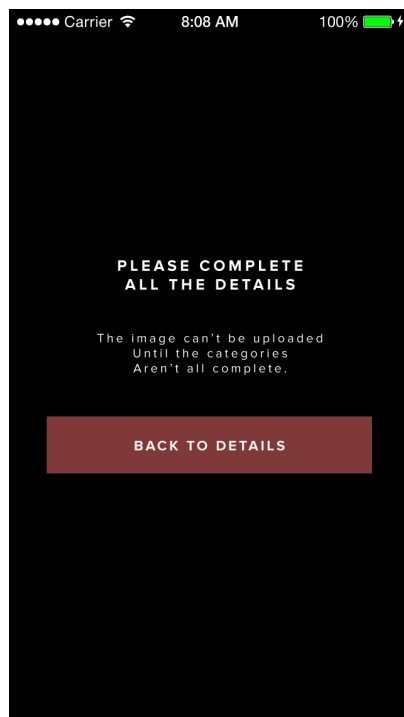 Carrier 8:08 AM 100%
PLEASE COMPLETE
ALL THE DETAILS
The image can't be uploaded
Until the categories
Aren't all complete.
BACK TO DETAILS